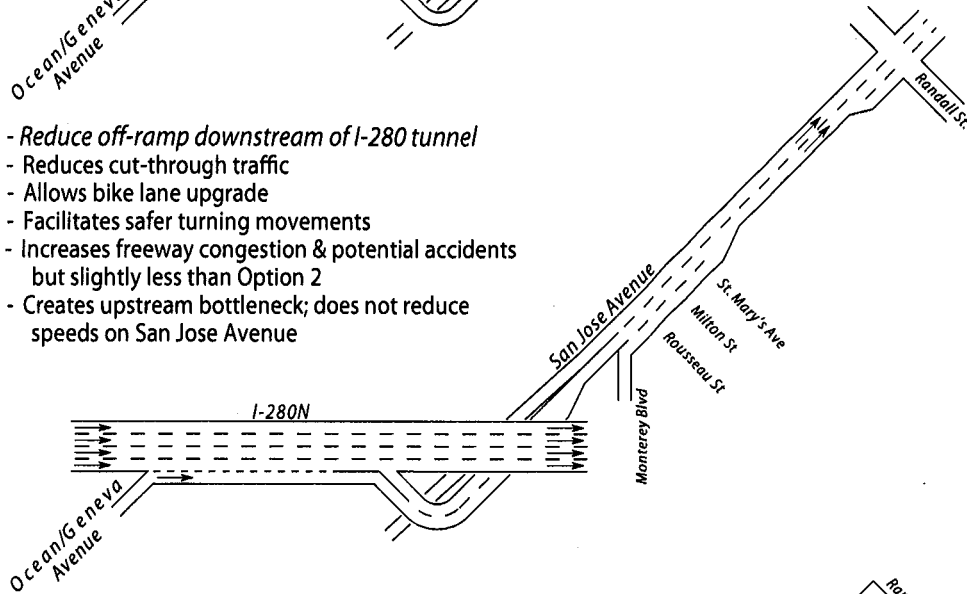 Ocean/Geneva
Avenue
Randall St.
- Reduce off-ramp downstream of I-280 tunnel
- Reduces cut-through traffic
- Allows bike lane upgrade
- Facilitates safer turning movements
- Increases freeway congestion & potential accidents
but slightly less than Option 2
- Creates upstream bottleneck; does not reduce
speeds on San Jose Avenue
San Jose Avenue
St. Mary's Ave
Milton St
Rousseau St
Monterey Blvd
I-280N
Ocean/Geneva
Avenue